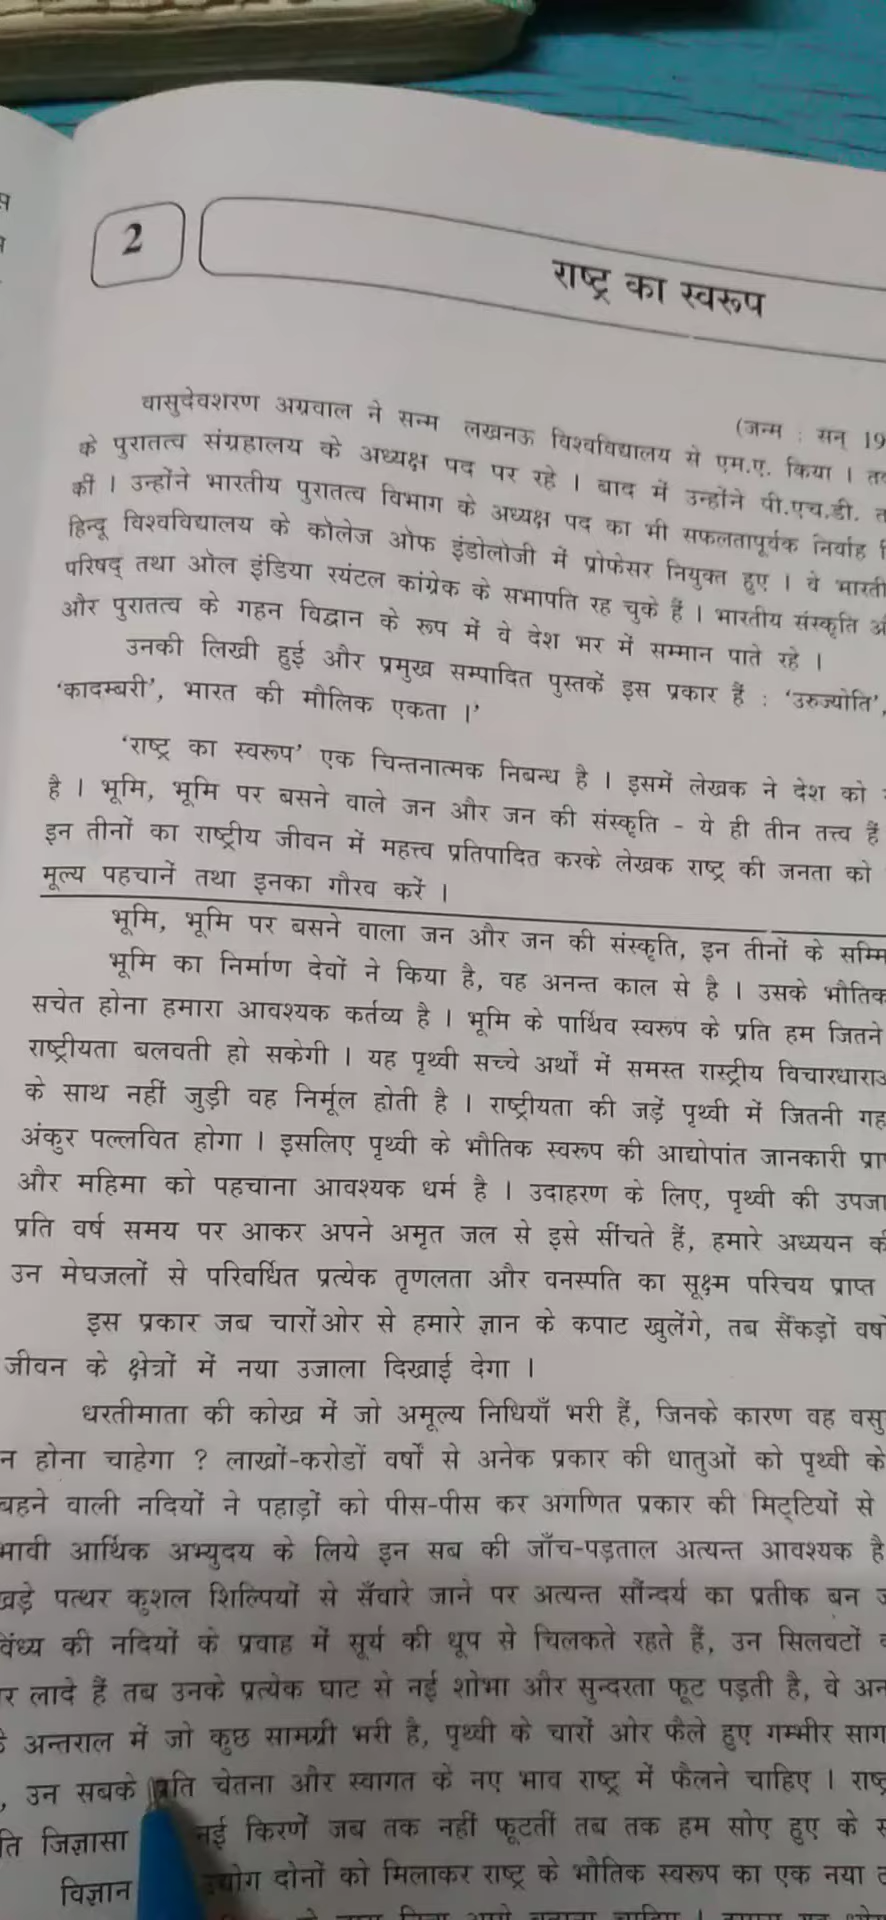 2
राष्ट्र का स्वरूप
(जन्म : सन् 19
वासुदेवशरण अग्रवाल ने सन्म लखनऊ विश्वविद्यालय से एम.ए. किया ।
के पुरातत्व संग्रहालय के अध्यक्ष पद पर रहे । बाद में उन्होंने पी.एच.डी.
कीं । उन्होंने भारतीय पुरातत्व विभाग के अध्यक्ष पद का भी सफलतापूर्वक निर्वाह
हिन्दू विश्वविद्यालय के कॉलेज ऑफ इंडोलोजी में प्रोफेसर नियुक्त हुए । वे भारती
परिषद् तथा ऑल इंडिया रयंटल कांग्रेक के सभापति रह चुके हैं । भारतीय संस्कृति
और पुरातत्व के गहन विद्वान के रूप में वे देश भर में सम्मान पाते रहे ।
उनकी लिखी हुई और प्रमुख सम्पादित पुस्तकें इस प्रकार हैं : ‘उरुज्योति’,
‘कादम्बरी’, भारत की मौलिक एकता ।’
‘राष्ट्र का स्वरूप’ एक चिन्तनात्मक निबन्ध है । इसमें लेखक ने देश को
है । भूमि, भूमि पर बसने वाले जन और जन की संस्कृति - ये ही तीन तत्त्व हैं
इन तीनों का राष्ट्रीय जीवन में महत्त्व प्रतिपादित करके लेखक राष्ट्र की जनता को
मूल्य पहचानें तथा इनका गौरव करें ।
भूमि, भूमि पर बसने वाला जन और जन की संस्कृति, इन तीनों के सम्मि
भूमि का निर्माण देवों ने किया है, वह अनन्त काल से है । उसके भौतिक
सचेत होना हमारा आवश्यक कर्तव्य है । भूमि के पार्थिव स्वरूप के प्रति हम जितने
राष्ट्रीयता बलवती हो सकेगी । यह पृथ्वी सच्चे अर्थों में समस्त रास्ट्रीय विचारधाराओ
के साथ नहीं जुड़ी वह निर्मूल होती है । राष्ट्रीयता की जड़ें पृथ्वी में जितनी गह
अंकुर पल्लवित होगा । इसलिए पृथ्वी के भौतिक स्वरूप की आद्योपांत जानकारी प्रा
और महिमा को पहचाना आवश्यक धर्म है । उदाहरण के लिए, पृथ्वी की उपजा
प्रति वर्ष समय पर आकर अपने अमृत जल से इसे सींचते हैं, हमारे अध्ययन की
उन मेघजलों से परिवर्धित प्रत्येक तृणलता और वनस्पति का सूक्ष्म परिचय प्राप्त
इस प्रकार जब चारों ओर से हमारे ज्ञान के कपाट खुलेंगे, तब सैंकड़ों वर्षो
जीवन के क्षेत्रों में नया उजाला दिखाई देगा ।
धरतीमाता की कोख में जो अमूल्य निधियाँ भरी हैं, जिनके कारण वह वसु
न होना चाहेगा ? लाखों-करोडों वर्षों से अनेक प्रकार की धातुओं को पृथ्वी के
बहने वाली नदियों ने पहाड़ों को पीस-पीस कर अगणित प्रकार की मिट्टियों से
भावी आर्थिक अभ्युदय के लिये इन सब की जाँच-पड़ताल अत्यन्त आवश्यक है
खड़े पत्थर कुशल शिल्पियों से सँवारे जाने पर अत्यन्त सौंन्दर्य का प्रतीक बन
विंध्य की नदियों के प्रवाह में सूर्य की धूप से चिलकते रहते हैं, उन सिलवटों
र लादे हैं तब उनके प्रत्येक घाट से नई शोभा और सुन्दरता फूट पड़ती है, वे अन
अन्तराल में जो कुछ सामग्री भरी है, पृथ्वी के चारों ओर फैले हुए गम्भीर साग
, उन सबके प्रति चेतना और स्वागत के नए भाव राष्ट्र में फैलने चाहिए । राष्ट्
ति जिज्ञासा नई किरणें जब तक नहीं फूटतीं तब तक हम सोए हुए के
विज्ञान द्योग दोनों को मिलाकर राष्ट्र के भौतिक स्वरूप का एक नया